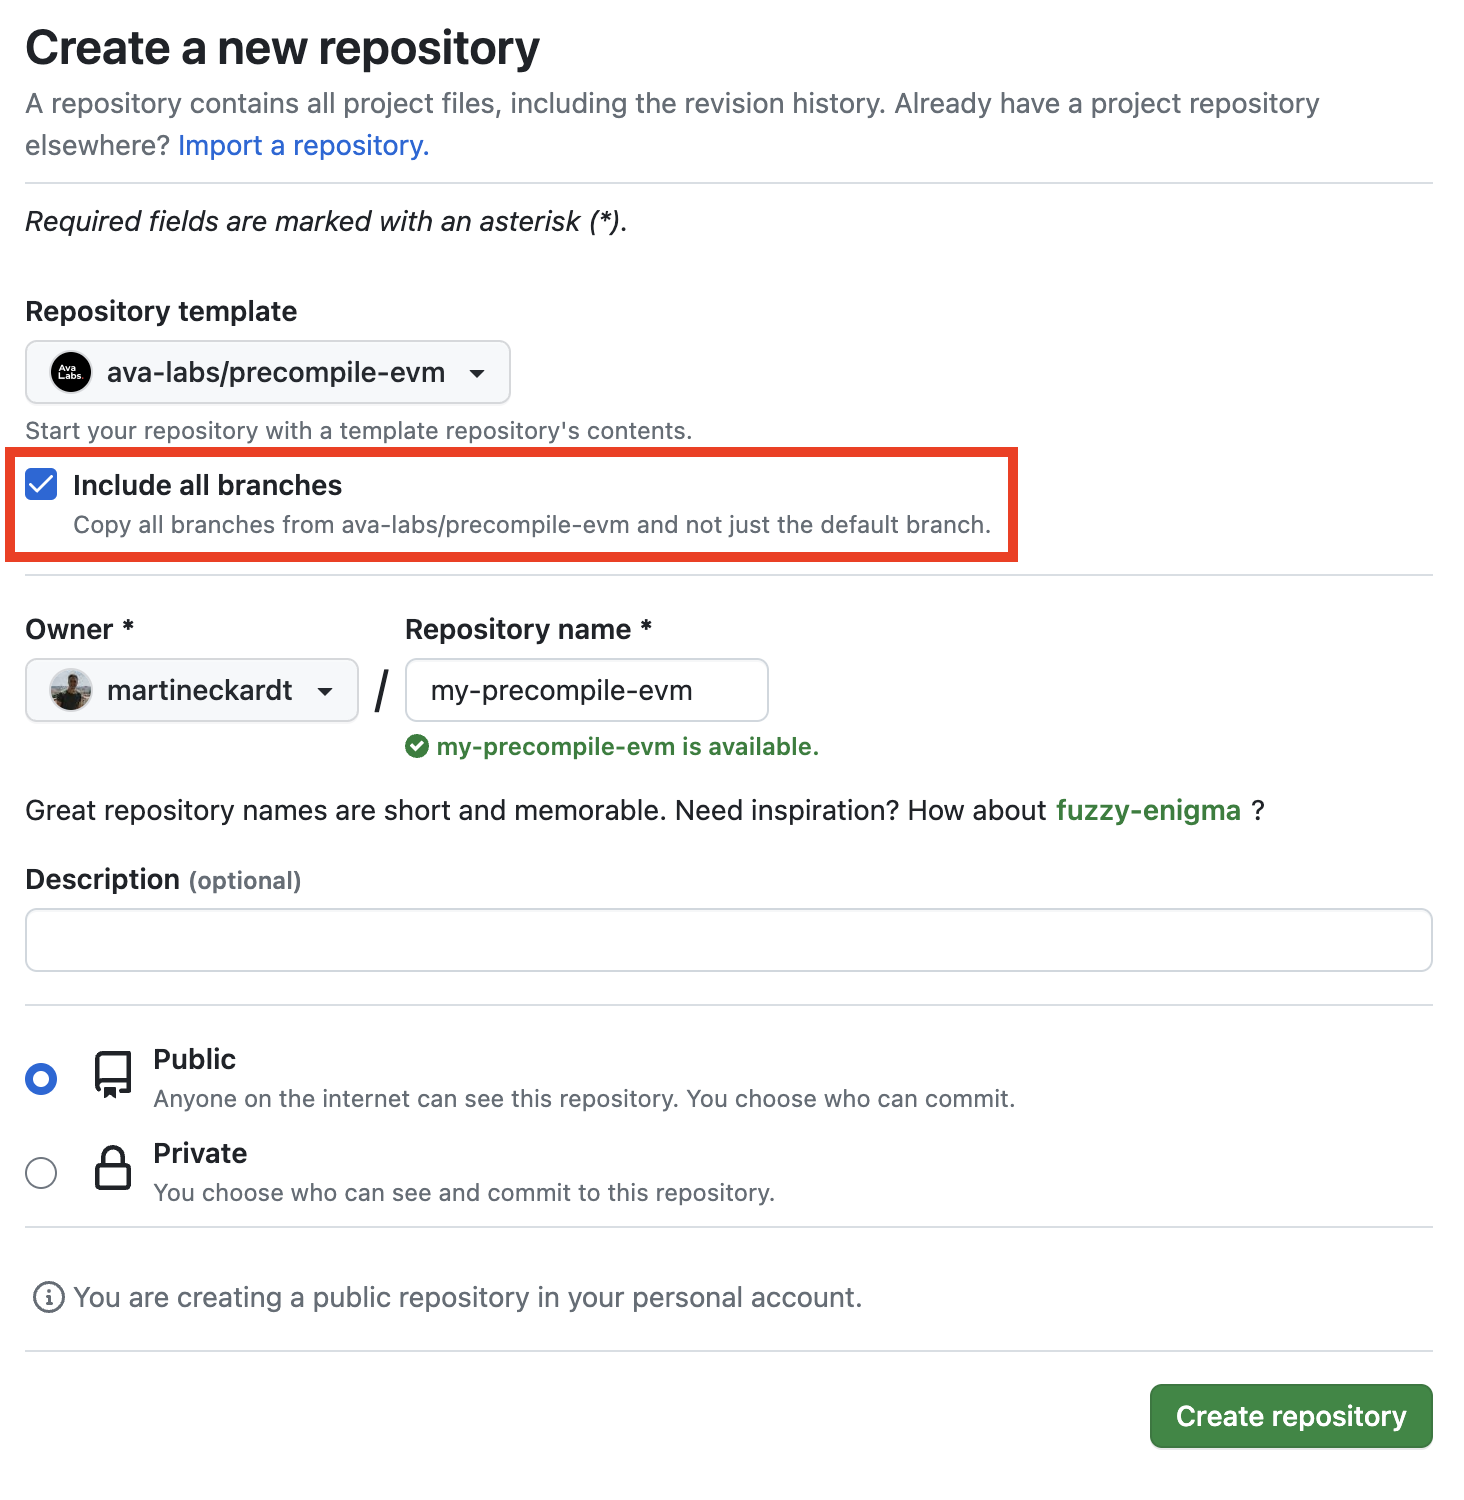 Create a new repository
A repository contains all project files, including the revision history. Already have a project repository
elsewhere? Import a repository.
Required fields are marked with an asterisk (*).
Repository template
Ava
Labs.
ava-labs/precompile-evm
Start your repository with a template repository's contents.
Include all branches
Copy all branches from ava-labs/precompile-evm and not just the default branch.
Owner *
Repository name *
martineckardt
/
my-precompile-evm
my-precompile-evm is available.
Great repository names are short and memorable. Need inspiration? How about fuzzy-enigma ?
Description (optional)
Public
Anyone on the internet can see this repository. You choose who can commit.
Private
You choose who can see and commit to this repository.
You are creating a public repository in your personal account.
Create repository